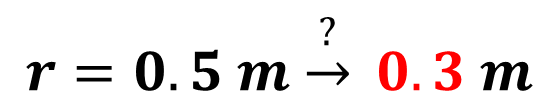 r = 0.5 m →^? 0.3 m